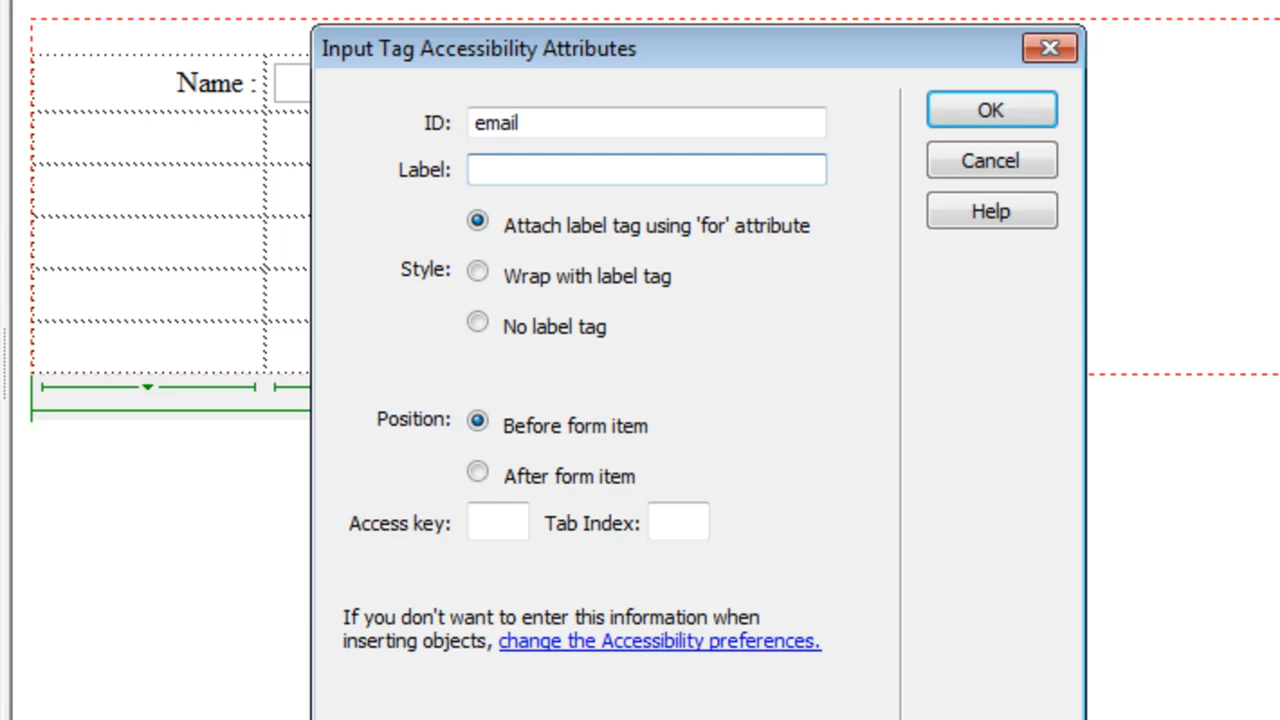 Input Tag Accessibility Attributes
Name :
ID: email
OK
Label:
Cancel
Attach label tag using 'for' attribute
Help
Style:
Wrap with label tag
No label tag
Position:
Before form item
After form item
Access key:
Tab Index:
If you don't want to enter this information when
inserting objects, change the Accessibility preferences.